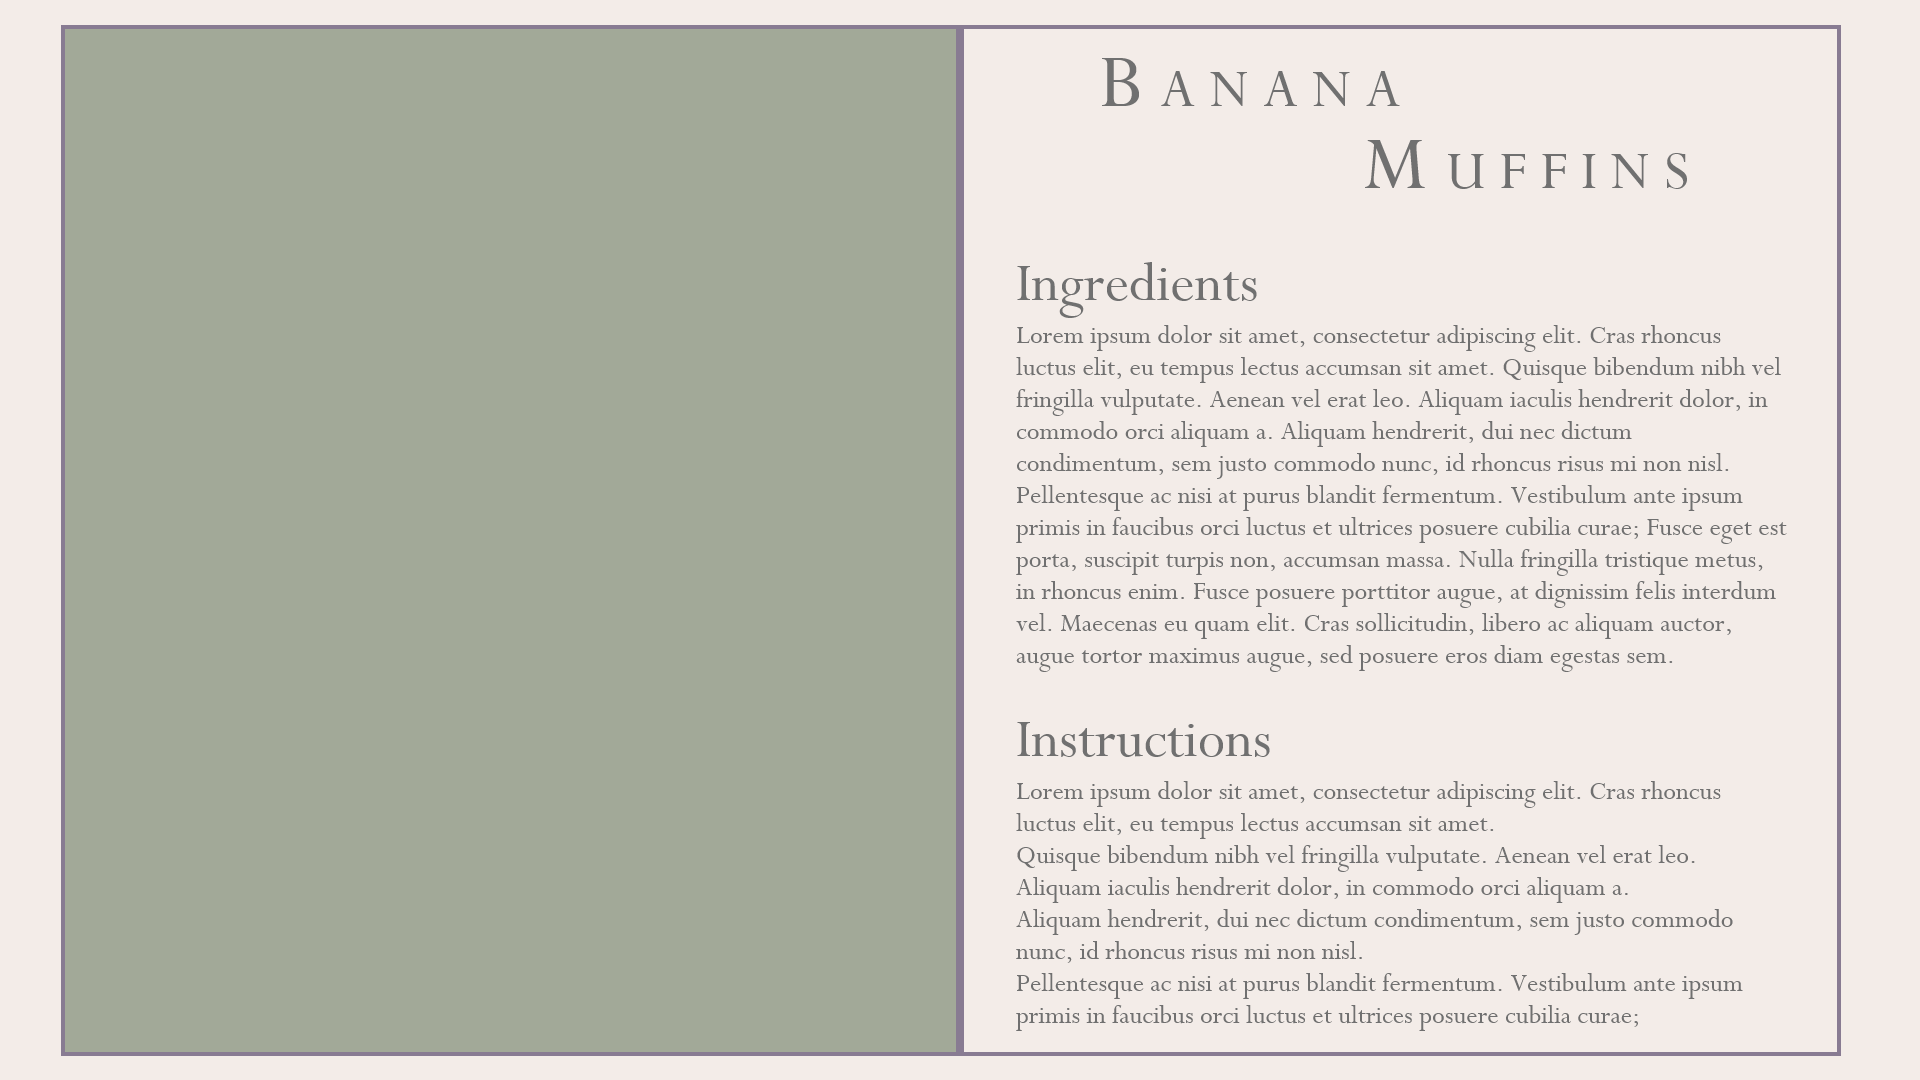 Banana
Muffins
Ingredients
Lorem ipsum dolor sit amet, consectetur adipiscing elit. Cras rhoncus
luctus elit, eu tempus lectus accumsan sit amet. Quisque bibendum nibh vel
fringilla vulputate. Aenean vel erat leo. Aliquam iaculis hendrerit dolor, in
commodo orci aliquam a. Aliquam hendrerit, dui nec dictum
condimentum, sem justo commodo nunc, id rhoncus risus mi non nisl.
Pellentesque ac nisi at purus blandit fermentum. Vestibulum ante ipsum
primis in faucibus orci luctus et ultrices posuere cubilia curae; Fusce eget est
porta, suscipit turpis non, accumsan massa. Nulla fringilla tristique metus,
in rhoncus enim. Fusce posuere porttitor augue, at dignissim felis interdum
vel. Maecenas eu quam elit. Cras sollicitudin, libero ac aliquam auctor,
augue tortor maximus augue, sed posuere eros diam egestas sem.
Instructions
Lorem ipsum dolor sit amet, consectetur adipiscing elit. Cras rhoncus
luctus elit, eu tempus lectus accumsan sit amet.
Quisque bibendum nibh vel fringilla vulputate. Aenean vel erat leo.
Aliquam iaculis hendrerit dolor, in commodo orci aliquam a.
Aliquam hendrerit, dui nec dictum condimentum, sem justo commodo
nunc, id rhoncus risus mi non nisl.
Pellentesque ac nisi at purus blandit fermentum. Vestibulum ante ipsum
primis in faucibus orci luctus et ultrices posuere cubilia curae;